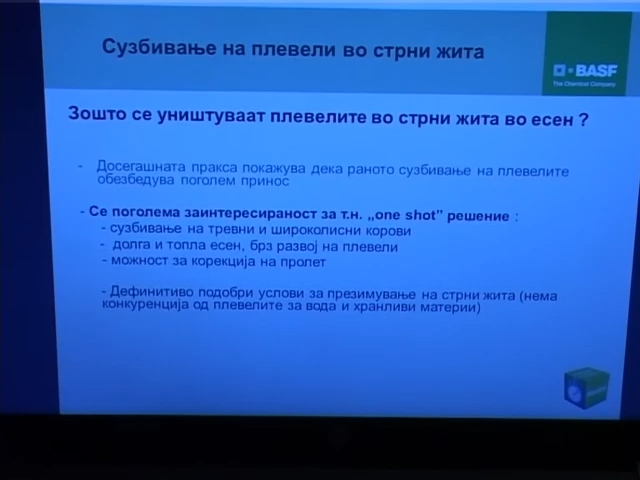 Сузбивање на плевели во стрни жита
BASF
The Chemical Company
Зошто се уништуваат плевелите во стрни жита во есен ?
- Досегашната пракса покажува дека раното сузбивање на плевелите
обезбедува поголем принос
- Се поголема заинтересираност за т.н. „one shot" решение :
- сузбивање на тревни и широколисни корови
- долга и топла есен, брз развој на плевели
- можност за корекција на пролет
- Дефинитиво подобри услови за презимување на стрни жита (нема
конкуренција од плевелите за вода и хранливи материи)